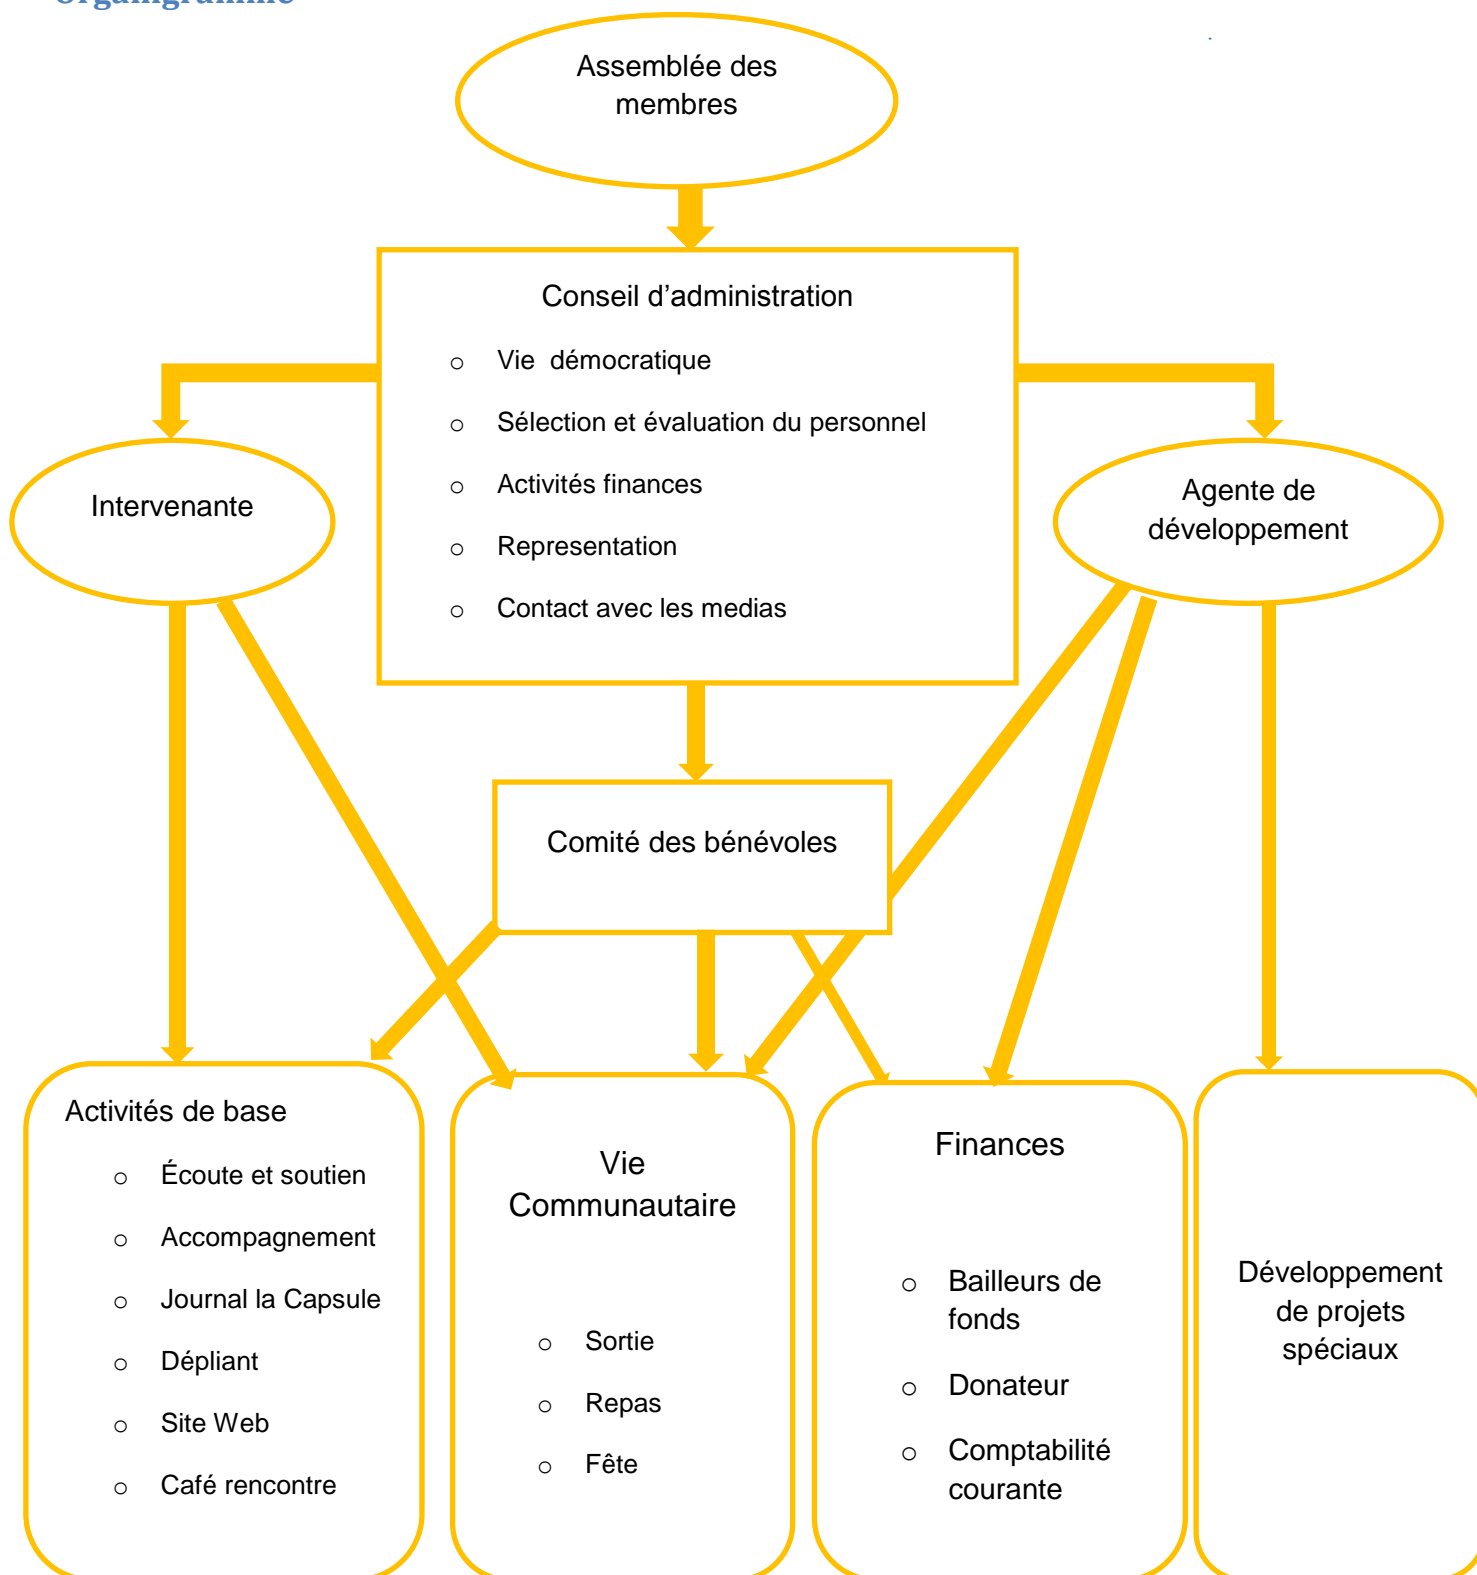 Assemblée des
membres
Conseil d’administration
o Vie démocratique
o Sélection et évaluation du personnel
o Activités finances
o Representation
o Contact avec les medias
Intervenante
Agente de
développement
Comité des bénévoles
Activités de base
o Écoute et soutien
o Accompagnement
o Journal la Capsule
o Dépliant
o Site Web
o Café rencontre
Vie
Communautaire
o Sortie
o Repas
o Fête
Finances
o Bailleurs de
fonds
o Donateur
o Comptabilité
courante
Développement
de projets
spéciaux